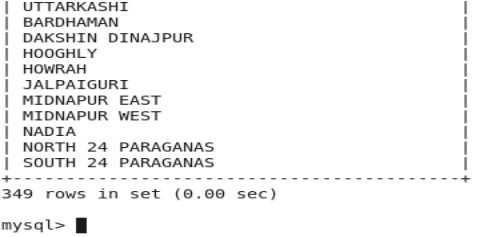 | UTTARKASHI |
| BARDHAMAN |
| DAKSHIN DINAJPUR |
| HOOGHLY |
| HOWRAH |
| JALPAIGURI |
| MIDNAPUR EAST |
| MIDNAPUR WEST |
| NADIA |
| NORTH 24 PARAGANAS |
| SOUTH 24 PARAGANAS |
+--------------------------------------------+
349 rows in set (0.00 sec)
mysql>